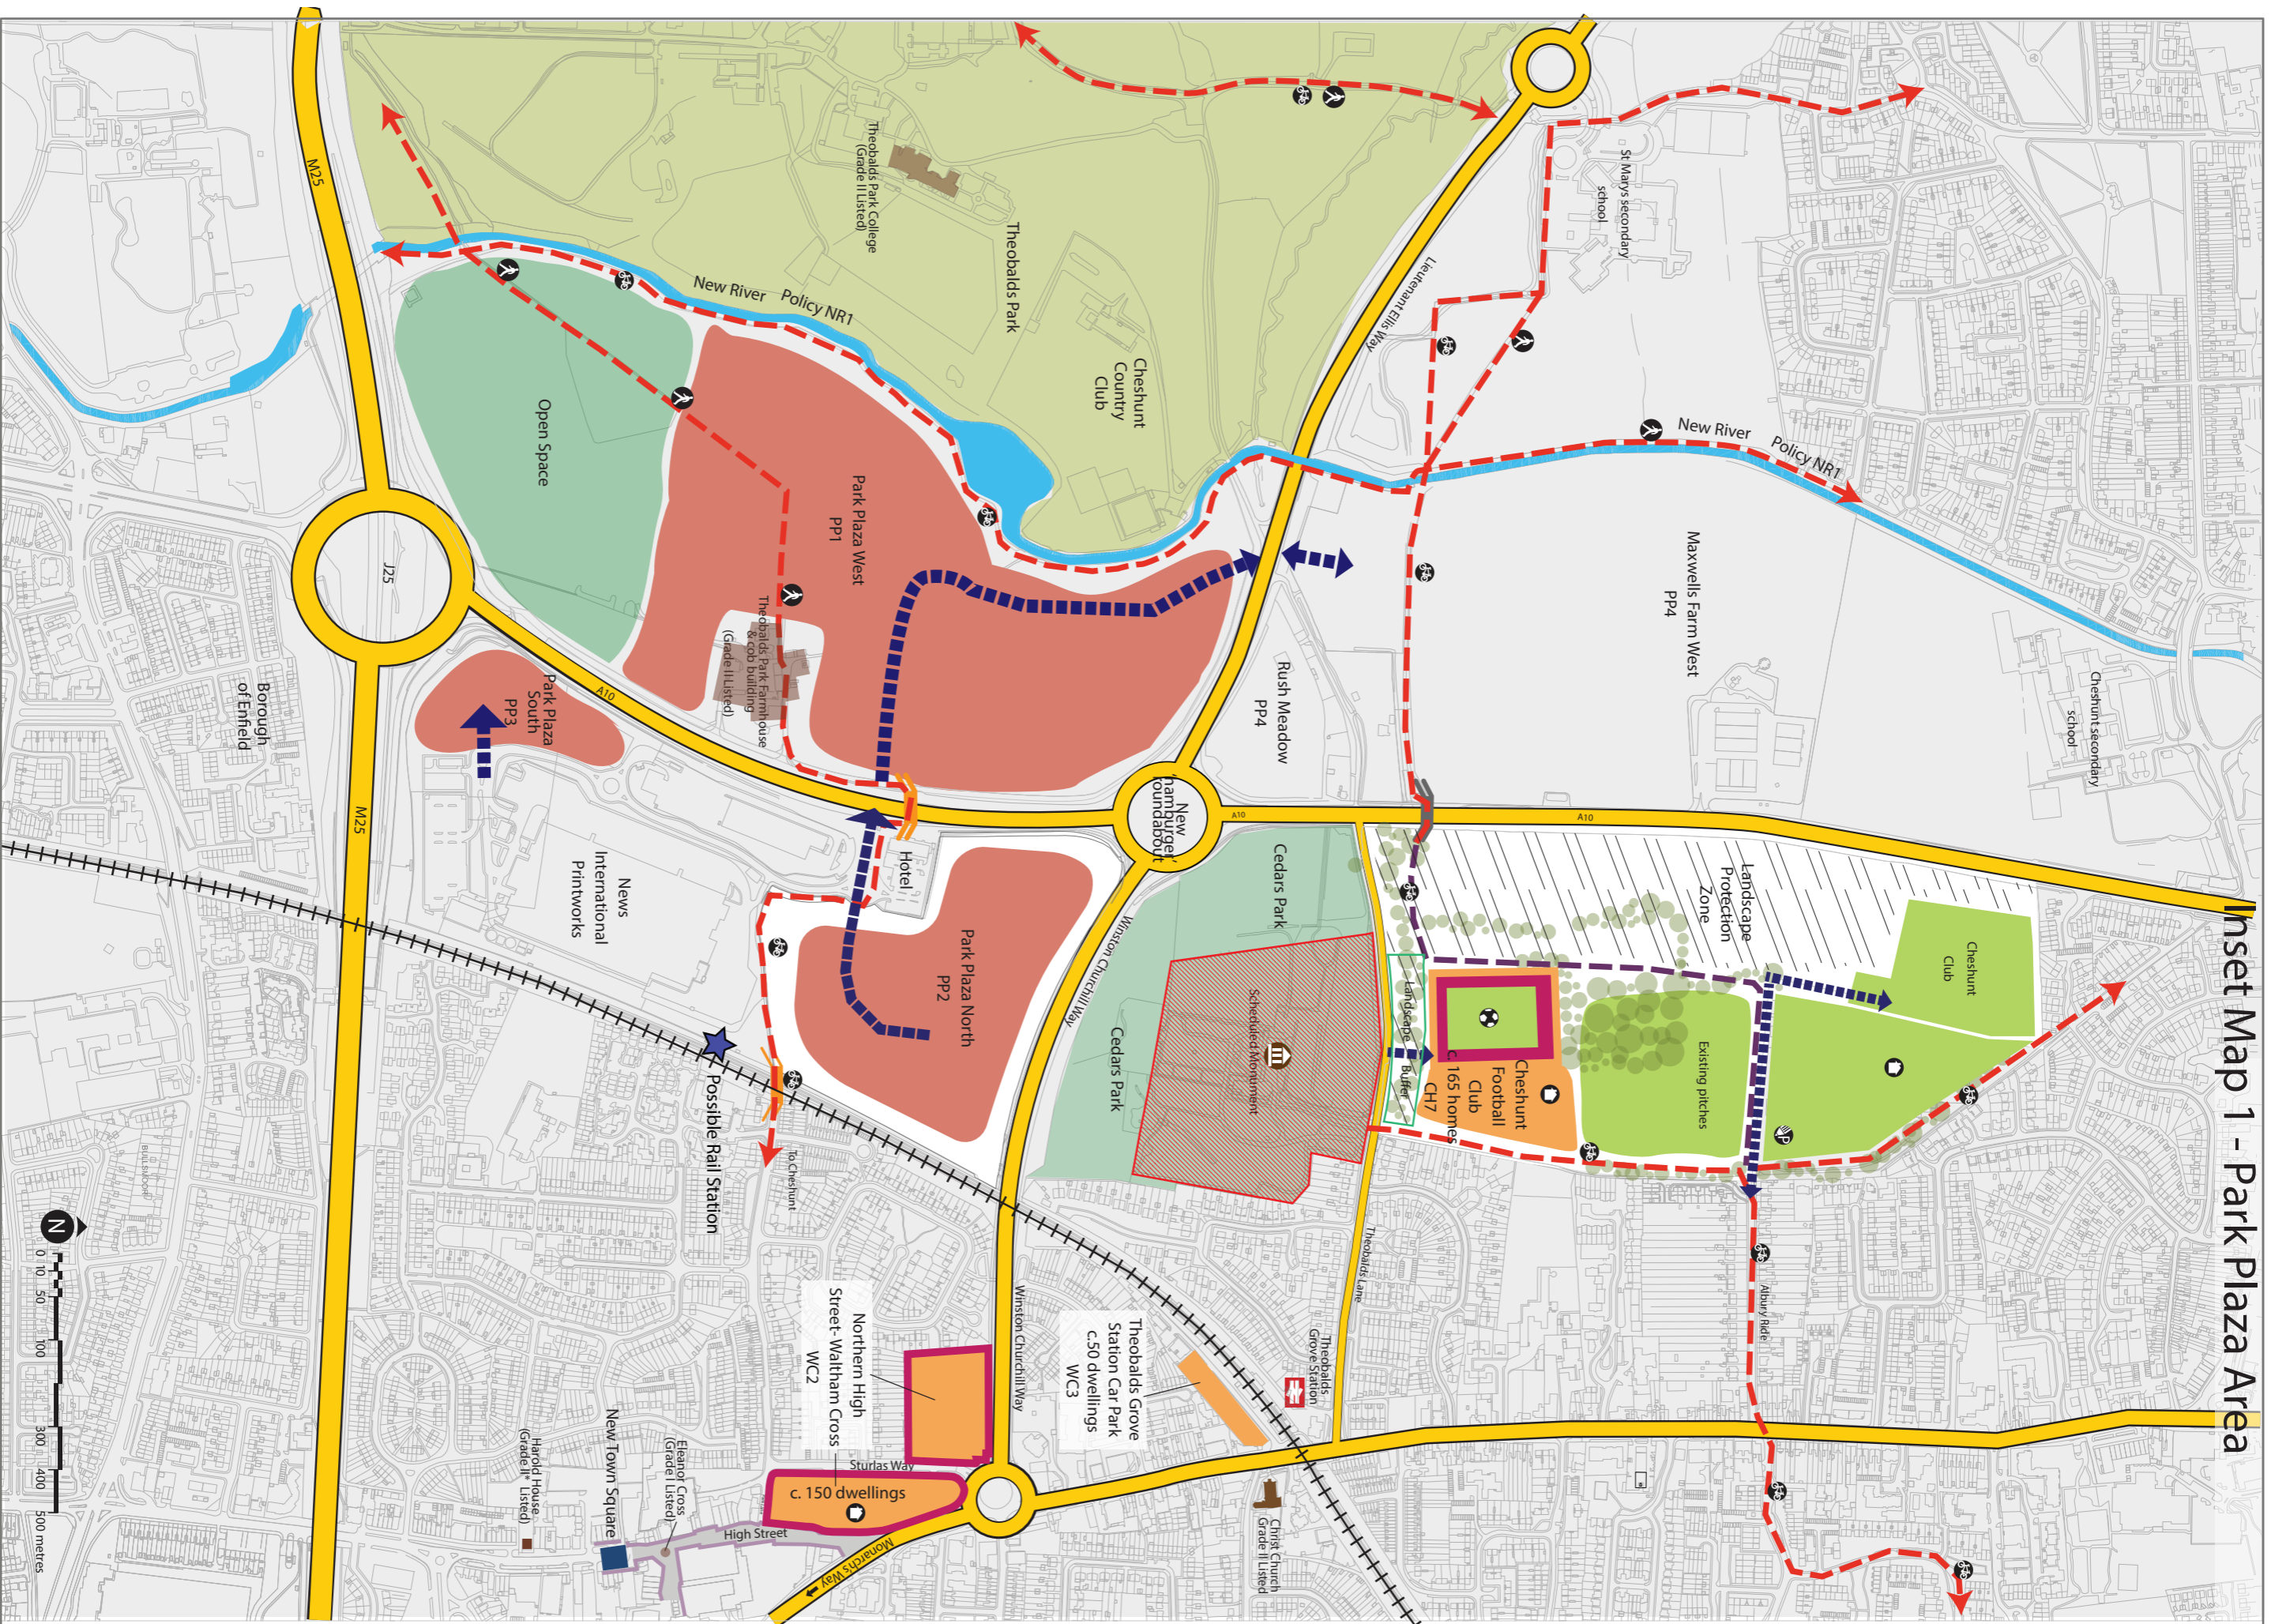 Inset Map 1 - Park Plaza Area
M25
Theobalds Park College
(Grade II Listed)
Theobalds Park
Cheshunt
Country
Club
Lieutenant Ellis Way
St Marys secondary
school
New River Policy NR1
New River Policy NR1
Maxwells Farm West
PP4
Cheshunt secondary
school
Open Space
Park Plaza West
PP1
Theobalds Park Farmhouse
& cob building
(Grade II Listed)
Rush Meadow
PP4
J25
Borough
of Enfield
Park Plaza
South
PP3
A10
M25
New
'hamburger'
roundabout
A10
A10
Hotel
News
International
Printworks
Park Plaza North
PP2
Winston Churchill Way
Cedars Park
Cedars Park
Scheduled Monument
Landscape
Protection
Zone
Cheshunt
Club
Landscape Buffer
Cheshunt
Football
Club
c. 165 homes
CH7
Existing pitches
P
Possible Rail Station
To Cheshunt
Theobalds Lane
Albury Ride
BULLSMOOR
Winston Churchill Way
Theobalds
Grove Station
Theobalds Grove
Station Car Park
c.50 dwellings
WC3
Northern High
Street- Waltham Cross
WC2
Sturlas Way
c. 150 dwellings
High Street
Monarch's Way
Christ Church
Grade II Listed
Eleanor Cross
(Grade I Listed)
New Town Square
Harold House
(Grade II* Listed)
N
0 10 50 100 300 400 500 metres